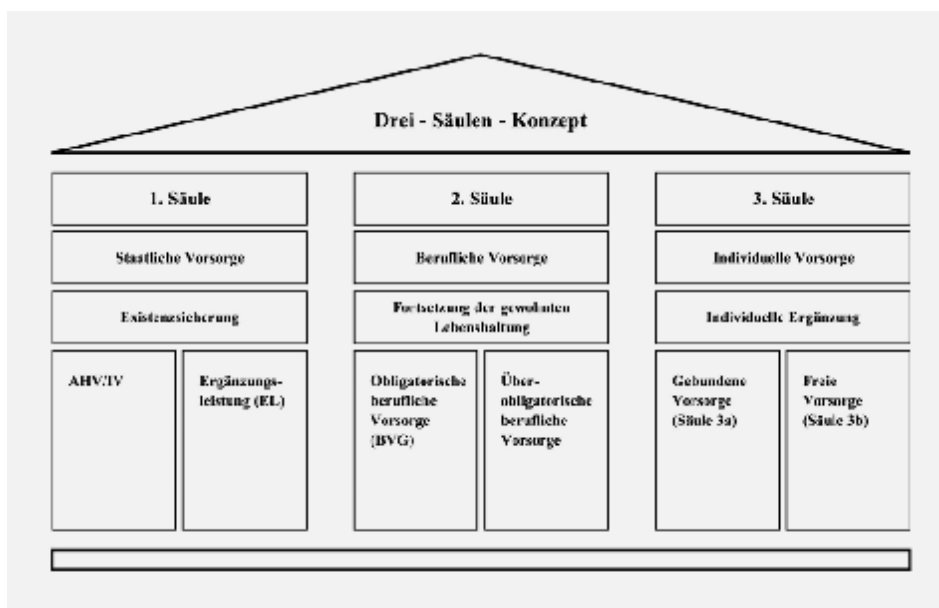 Drei - Säulen - Konzept
1. Säule
2. Säule
3. Säule
Staatliche Vorsorge
Berufliche Vorsorge
Individuelle Vorsorge
Existenzsicherung
Fortsetzung der gewohnten
Lebenshaltung
Individuelle Ergänzung
AHV/IV
Ergänzungs-
leistung (EL)
Obligatorische
berufliche
Vorsorge
(BVG)
Über-
obligatorische
berufliche
Vorsorge
Gebundene
Vorsorge
(Säule 3a)
Freie
Vorsorge
(Säule 3b)